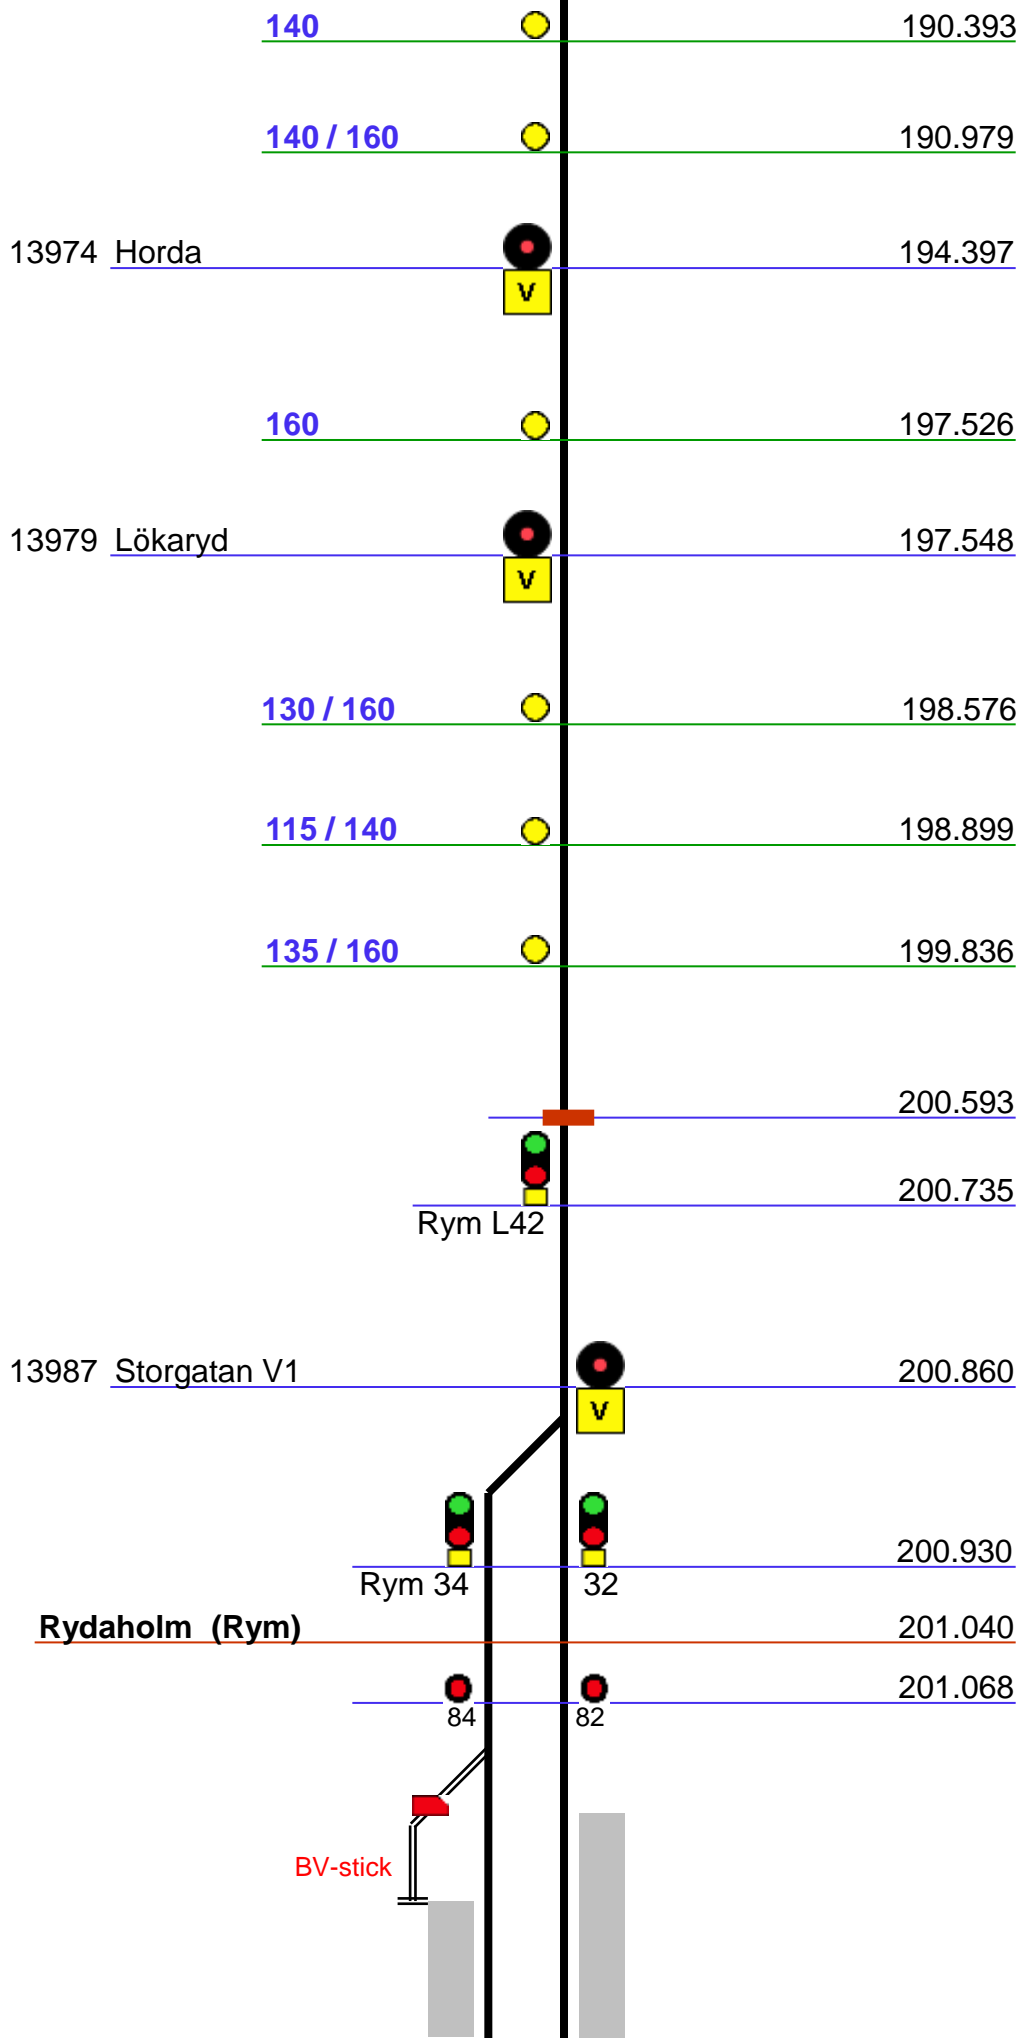 140 190.393
140 / 160 190.979
13974 Horda 194.397
V
160 197.526
13979 Lökaryd 197.548
V
130 / 160 198.576
115 / 140 198.899
135 / 160 199.836
200.593
200.735
Rym L42
13987 Storgatan V1 200.860
V
200.930
Rym 34 32
Rydaholm (Rym) 201.040
201.068
84 82
BV-stick